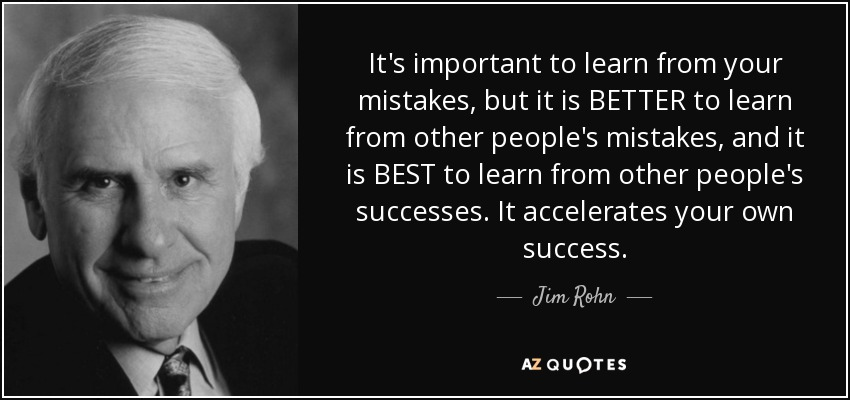 It's important to learn from your
mistakes, but it is BETTER to learn
from other people's mistakes, and it
is BEST to learn from other people's
successes. It accelerates your own
success.
Jim Rohn
AZ QUOTES